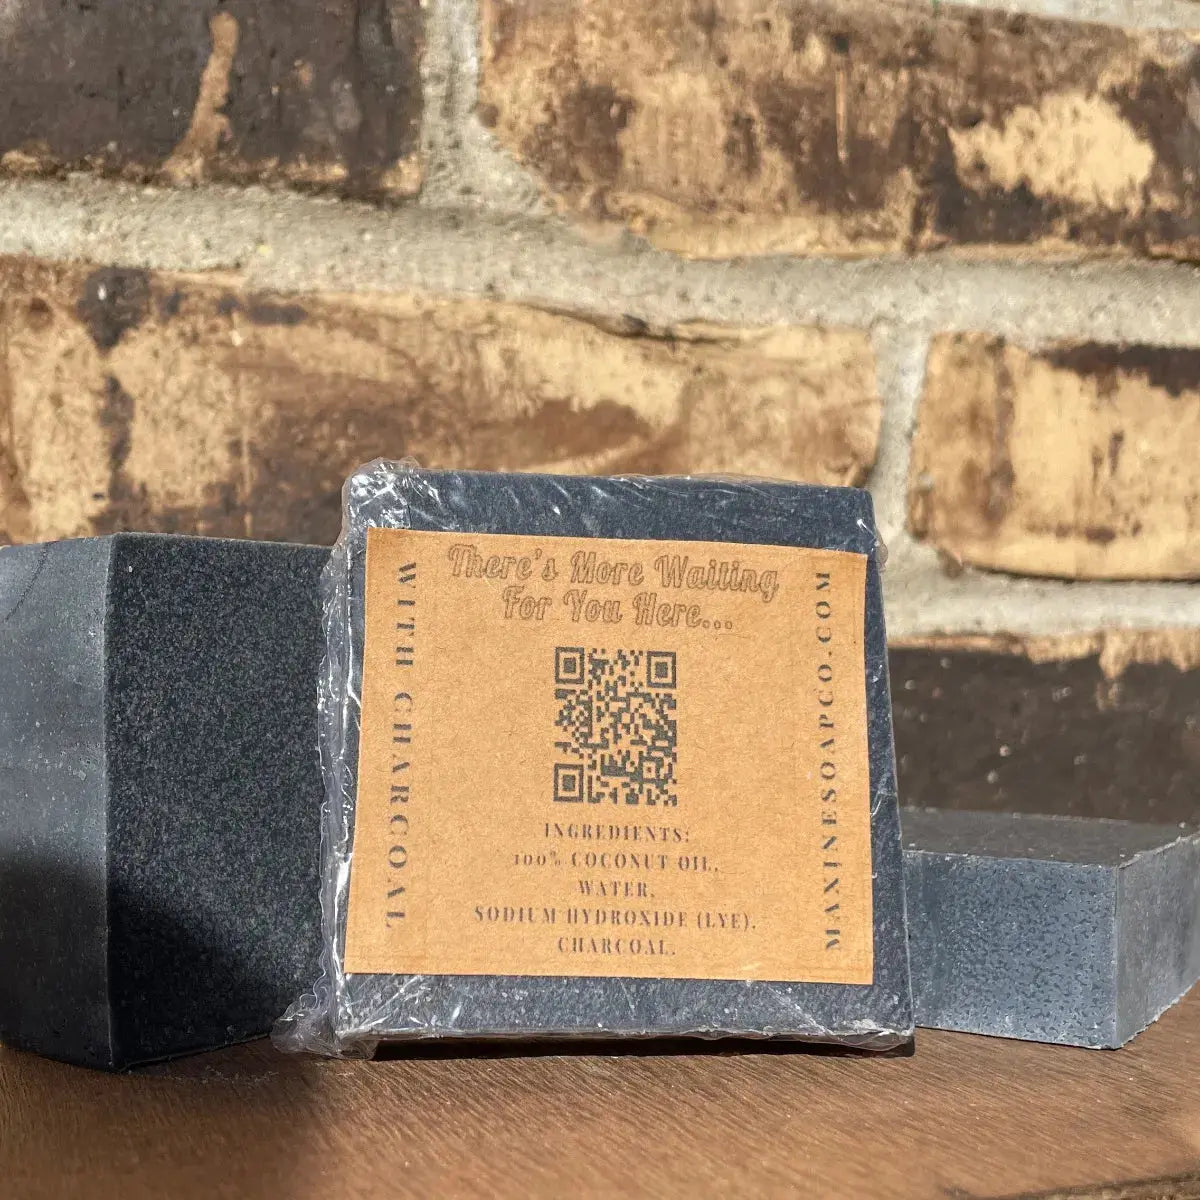 There's More Waiting
For You Here...
WITH CHARCOAL
MAXINESOAPCO.COM
INGREDIENTS:
100% COCONUT OIL,
WATER,
SODIUM HYDROXIDE (LYE),
CHARCOAL.